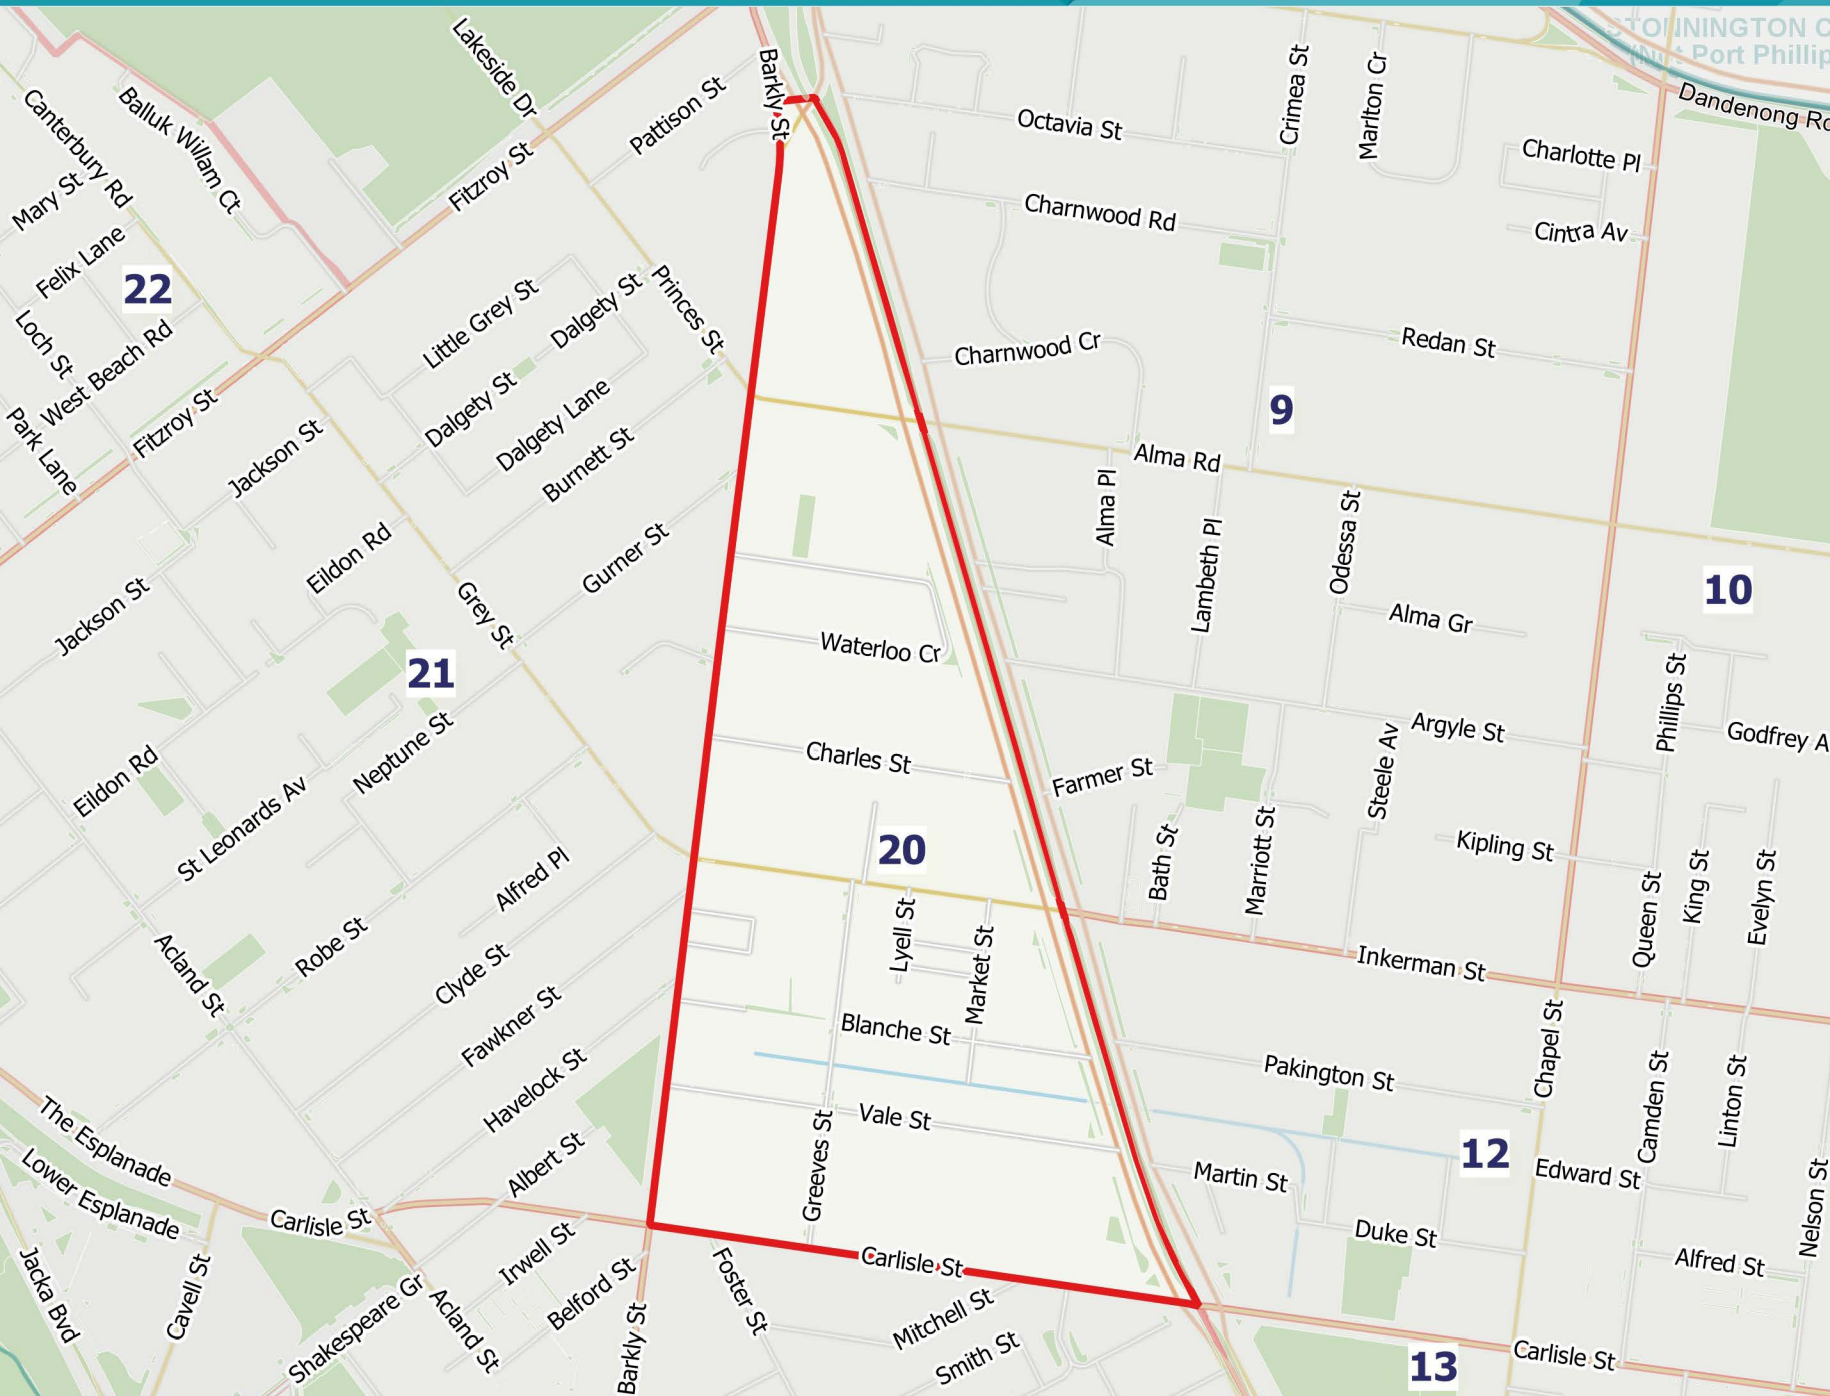 STONNINGTON C
(Not Port Phillip
Dandenong Rd
Lakeside Dr
Barkly St
Pattison St
Crimea St
Marlton Cr
Octavia St
Charlotte Pl
Canterbury Rd
Balluk Willam Ct
Fitzroy St
Mary St
Charnwood Rd
Cintra Av
Felix Lane
22
Loch St
West Beach Rd
Little Grey St
Dalgety St
Princes St
Charnwood Cr
Redan St
Park Lane
Fitzroy St
Dalgety St
Dalgety Lane
9
Jackson St
Burnett St
Alma Rd
Alma Pl
Lambeth Pl
Odessa St
Eildon Rd
Gurner St
Grey St
Jackson St
10
Alma Gr
21
Waterloo Cr
Phillips St
Neptune St
Argyle St
Godfrey A
Steele Av
Charles St
Farmer St
Eildon Rd
St Leonards Av
Kipling St
20
Bath St
Marriott St
Alfred Pl
Queen St
King St
Evelyn St
Lyell St
Market St
Robe St
Acland St
Clyde St
Inkerman St
Fawkner St
Blanche St
Chapel St
Pakington St
Havelock St
Vale St
Camden St
Linton St
The Esplanade
Albert St
Greeves St
12
Lower Esplanade
Martin St
Edward St
Nelson St
Carlisle St
Duke St
Irwell St
Carlisle St
Alfred St
Jacka Bvd
Cavell St
Shakespeare Gr
Acland St
Belford St
Foster St
Mitchell St
Barkly St
Smith St
13
Carlisle St